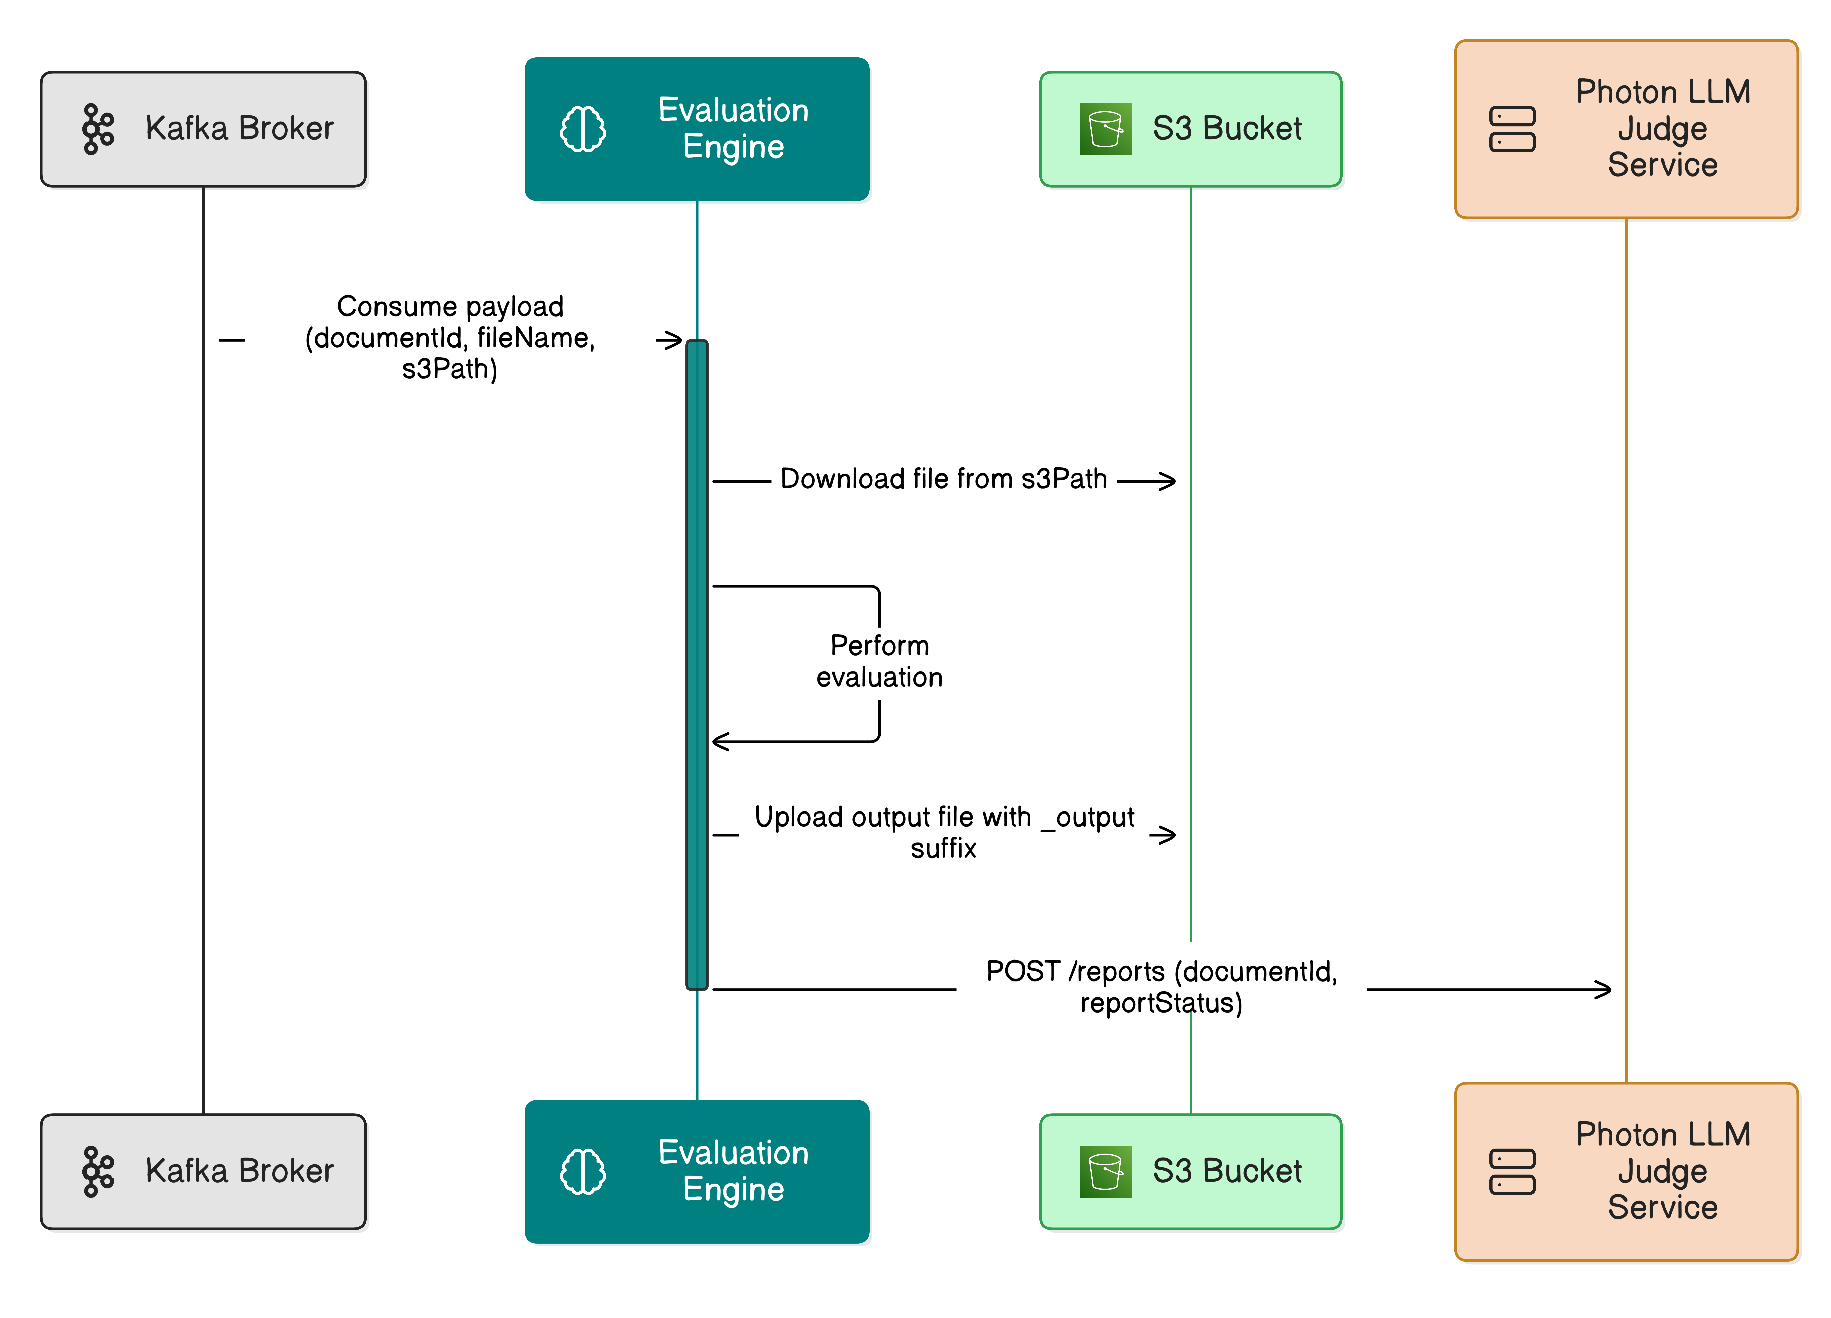 Kafka Broker
Evaluation
Engine
S3 Bucket
Photon LLM
Judge
Service
Consume payload
(documentId, fileName,
s3Path)
Download file from s3Path
Perform
evaluation
Upload output file with _output
suffix
POST /reports (documentId,
reportStatus)
Kafka Broker
Evaluation
Engine
S3 Bucket
Photon LLM
Judge
Service